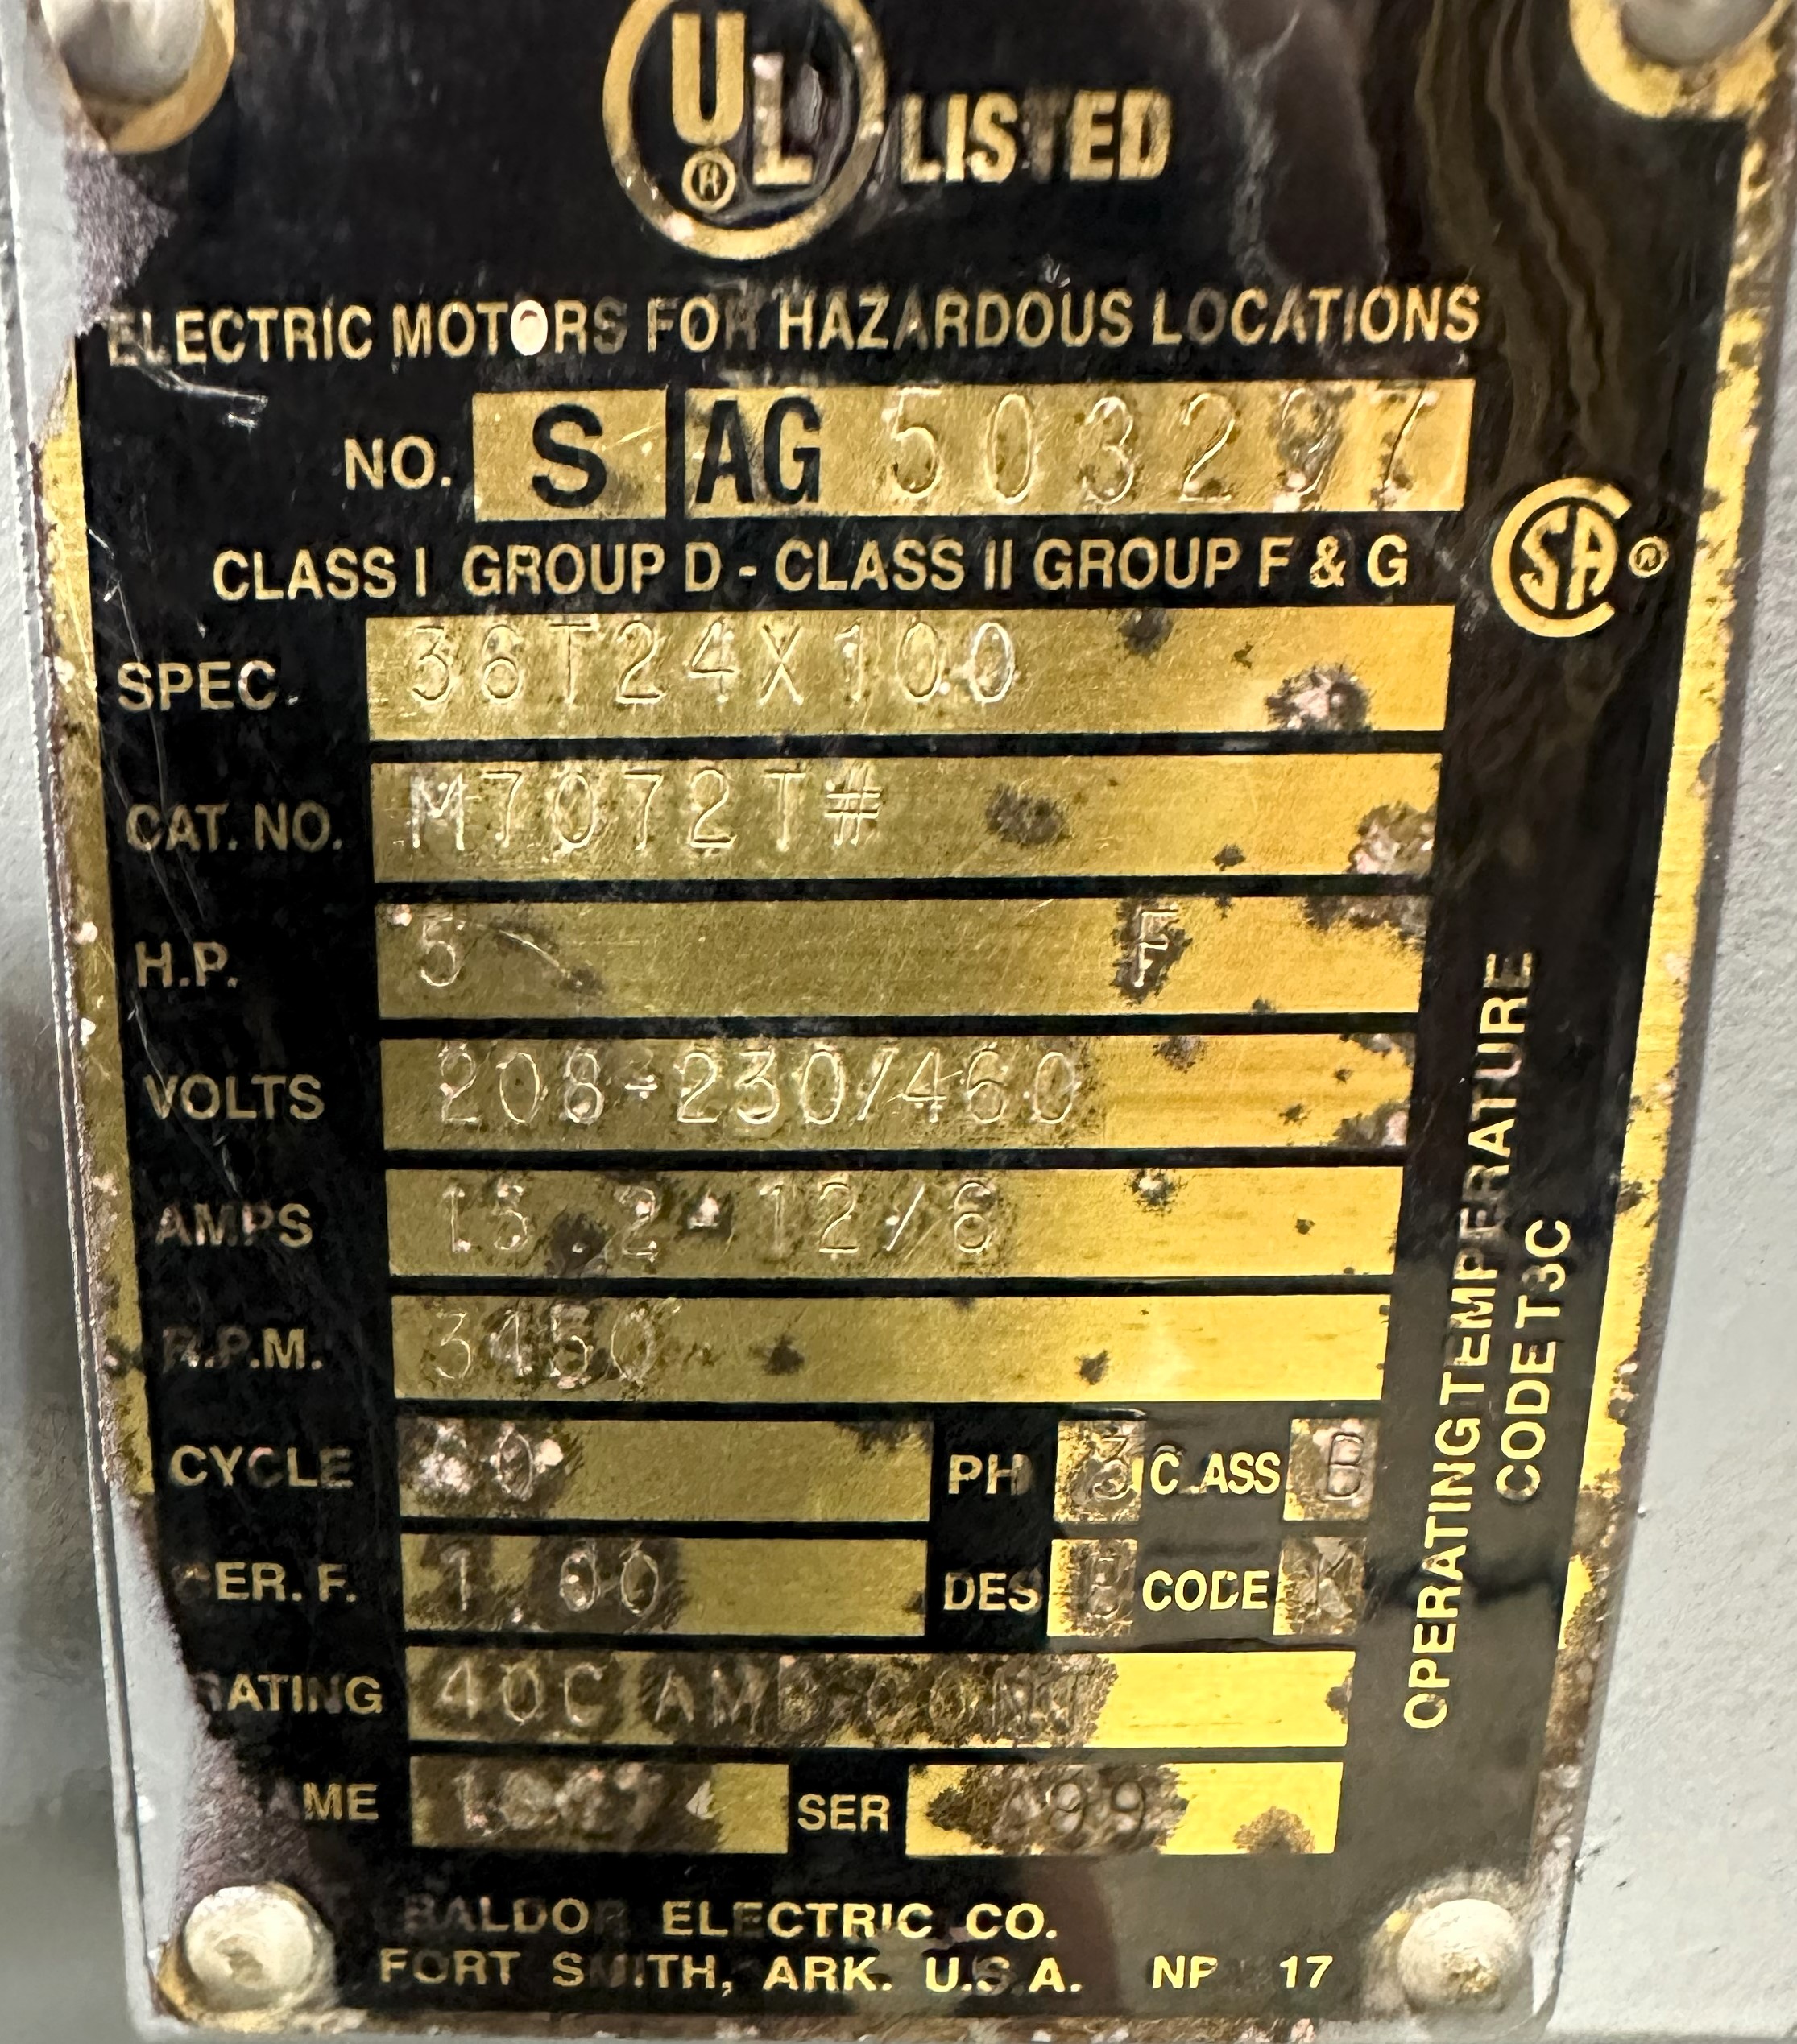 UL ® LISTED
ELECTRIC MOTORS FOR HAZARDOUS LOCATIONS
NO. S AG 503297
CLASS I GROUP D - CLASS II GROUP F & G
SA ®
SPEC. 36T24X100
CAT. NO. M7072T#
H.P. 5 F
VOLTS 208-230/460
AMPS 13.2-12/6
R.P.M. 3450
CYCLE PH 3 CLASS B
SER. F. 1.00 DES B CODE K
RATING 40C AMB-CONT
SER 499
BALDOR ELECTRIC CO.
FORT SMITH, ARK. U.S.A. NP 17
OPERATING TEMPERATURE
CODE T3C